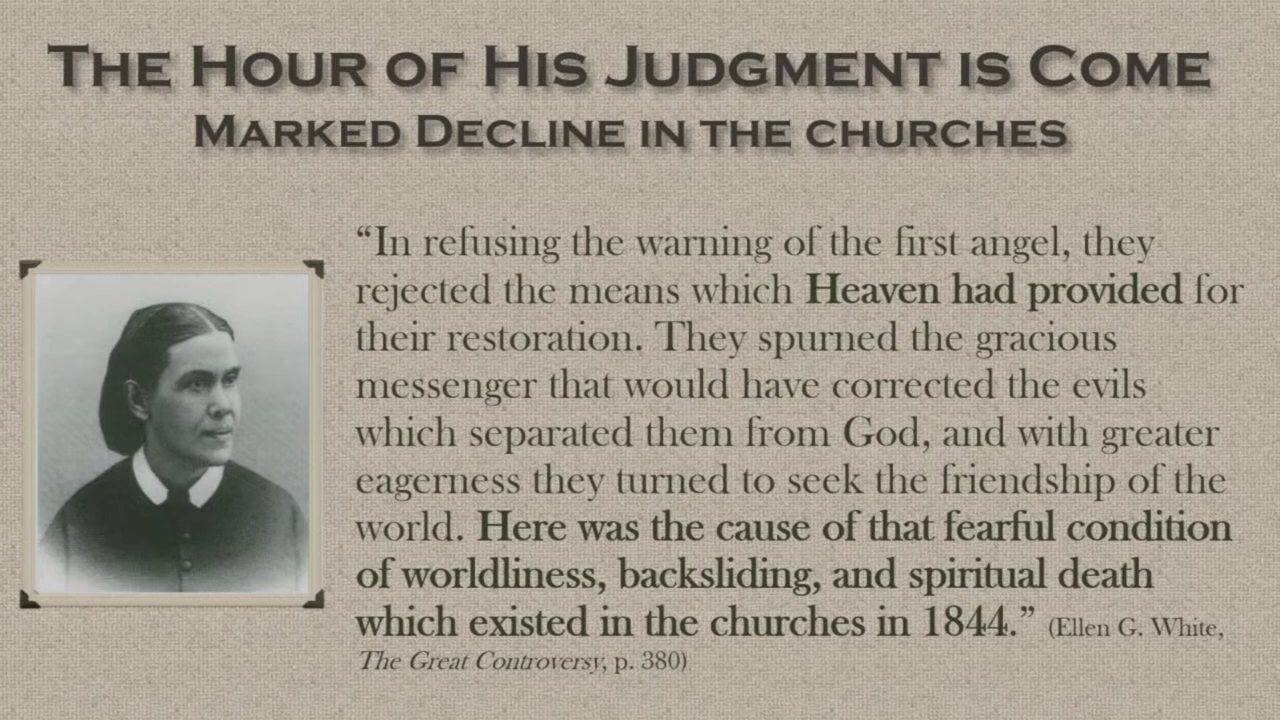 The Hour of His Judgment is Come
Marked Decline in the churches
“In refusing the warning of the first angel, they
rejected the means which Heaven had provided for
their restoration. They spurned the gracious
messenger that would have corrected the evils
which separated them from God, and with greater
eagerness they turned to seek the friendship of the
world. Here was the cause of that fearful condition
of worldliness, backsliding, and spiritual death
which existed in the churches in 1844.” (Ellen G. White,
The Great Controversy, p. 380)